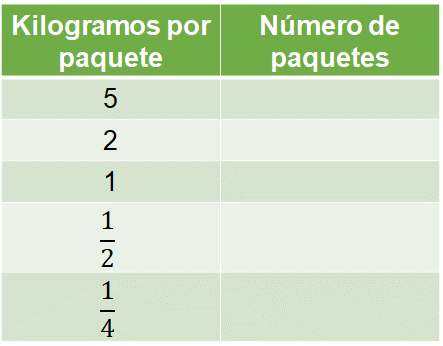 Kilogramos por
paquete
Número de
paquetes
5
2
1
1/2
1/4